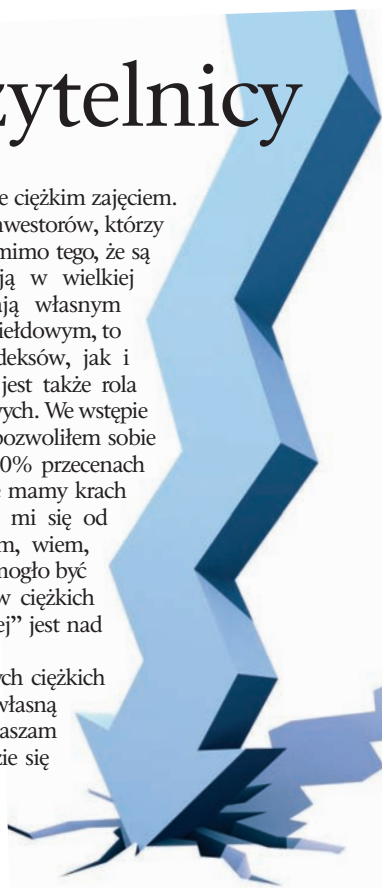 zytelnicy
e ciężkim zajęciem.
nwestorów, którzy
mimo tego, że są
ją w wielkiej
ają własnym
iełdowym, to
deksów, jak i
jest także rola
ych. We wstępie
pozwoliłem sobie
0% przecenach
mamy krach
mi się od
m, wiem,
mogło być
w ciężkich
ej” jest nad
ych ciężkich
własną
aszam
zie się